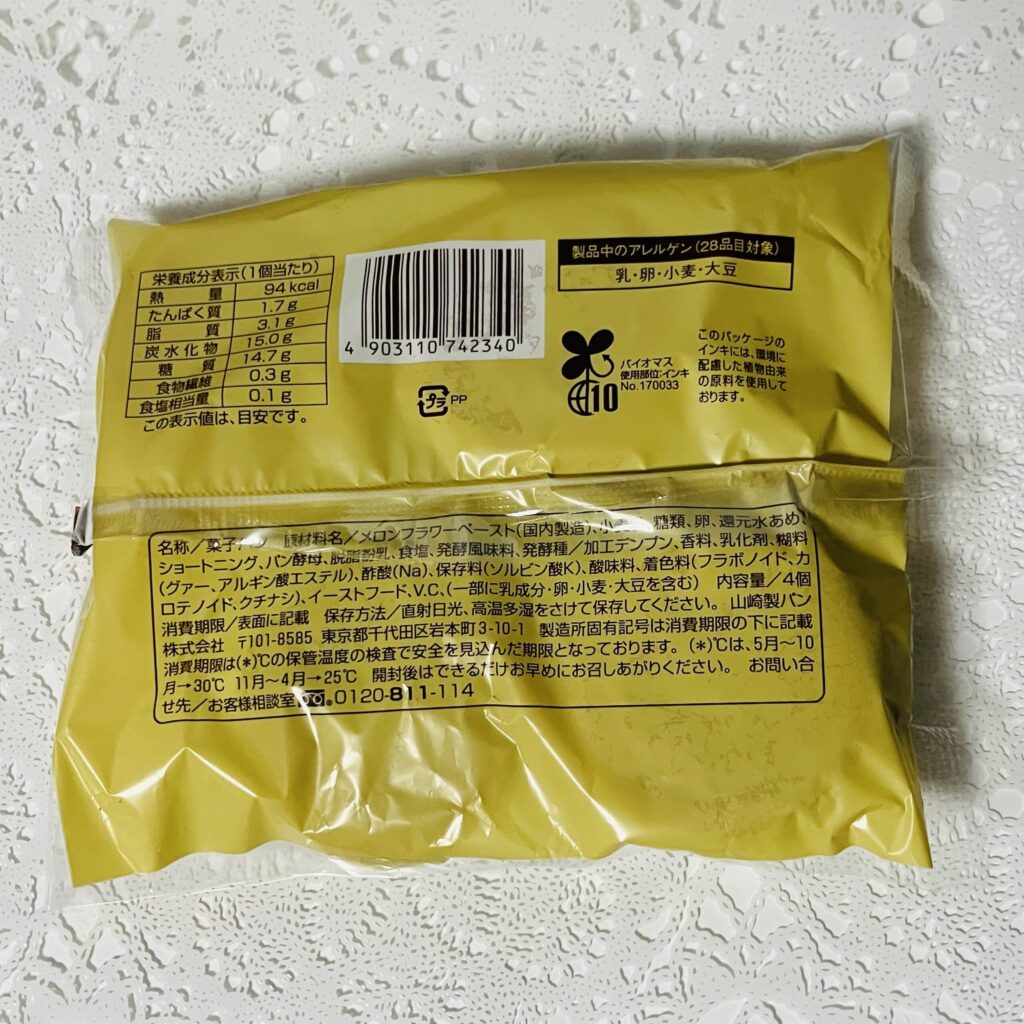 栄養成分表示(1個当たり)
熱量 94kcal
たんぱく質 1.7g
脂質 3.1g
炭水化物 15.0g
糖質 14.7g
食物繊維 0.3g
食塩相当量 0.1g
この表示値は、目安です。
4 903110 742340
プラ PP
製品中のアレルゲン(28品目対象)
乳・卵・小麦・大豆
バイオマス
使用部位:インキ
No.170033
10
このパッケージの
インキには、環境に
配慮した植物由来
の原料を使用して
おります。
名称/菓子パン 原材料名/メロンフラワーペースト(国内製造)、小麦 糖類、卵、還元水あめ、
ショートニング、パン酵母、脱脂粉乳、食塩、発酵風味料、発酵種/加工デンプン、香料、乳化剤、糊料
(グァー、アルギン酸エステル)、酢酸(Na)、保存料(ソルビン酸K)、酸味料、着色料(フラボノイド、カ
ロテノイド、クチナシ)、イーストフード、V.C、(一部に乳成分・卵・小麦・大豆を含む) 内容量/4個
消費期限/表面に記載 保存方法/直射日光、高温多湿をさけて保存してください。 山崎製パン
株式会社 〒101-8585 東京都千代田区岩本町3-10-1 製造所固有記号は消費期限の下に記載
消費期限は(*)℃の保管温度の検査で安全を見込んだ期限となっております。 (*)℃は、5月~10
月→30℃ 11月~4月→25℃ 開封後はできるだけお早めにお召しあがりください。 お問い合
せ先/お客様相談室 0120-811-114